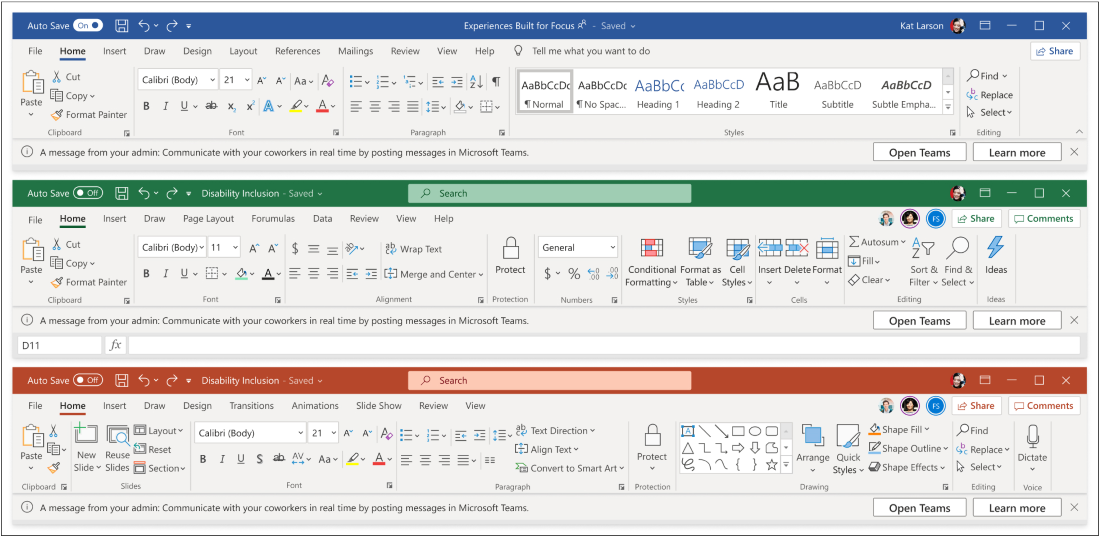 Auto Save On Experiences Built for Focus - Saved Kat Larson
File Home Insert Draw Design Layout References Mailings Review View Help Tell me what you want to do Share
Paste Cut Copy Format Painter
Calibri (Body) 21 A A Aa A
B I U ab x₂ x² A A
AaBbCcDc AaBbCcDc AaBbCc AaBbCcD AaB AaBbCcD AaBbCcD
¶ Normal ¶ No Spac... Heading 1 Heading 2 Title Subtitle Subtle Empha...
Find Replace Select
Clipboard Font Paragraph Styles Editing
A message from your admin: Communicate with your coworkers in real time by posting messages in Microsoft Teams. Open Teams Learn more
Auto Save Off Disability Inclusion - Saved Search
File Home Insert Draw Page Layout Forumulas Data Review View Help FS Share Comments
Paste Cut Copy Format Painter
Calibri (Body) 11 A A $ ab Wrap Text
B I U A Merge and Center
Protect
General
$ % .00 .00
Conditional Formatting Format as Table Cell Styles Insert Delete Format
Autosum Fill Clear
Sort & Filter Find & Select Ideas
Clipboard Font Alignment Protection Numbers Styles Cells Editing Ideas
A message from your admin: Communicate with your coworkers in real time by posting messages in Microsoft Teams. Open Teams Learn more
D11 fx
Auto Save Off Disability Inclusion - Saved Search
File Home Insert Draw Design Transitions Animations Slide Show Review View FS Share Comments
Paste New Slide Reuse Slides Layout Reset Section
Calibri (Body) 21 A A A
B I U S ab AV Aa A
Text Direction Align Text Convert to Smart Art
Protect
Arrange Quick Styles Shape Fill Shape Outline Shape Effects
Find Replace Select Dictate
Clipboard Slides Font Paragraph Protection Drawing Editing Voice
A message from your admin: Communicate with your coworkers in real time by posting messages in Microsoft Teams. Open Teams Learn more